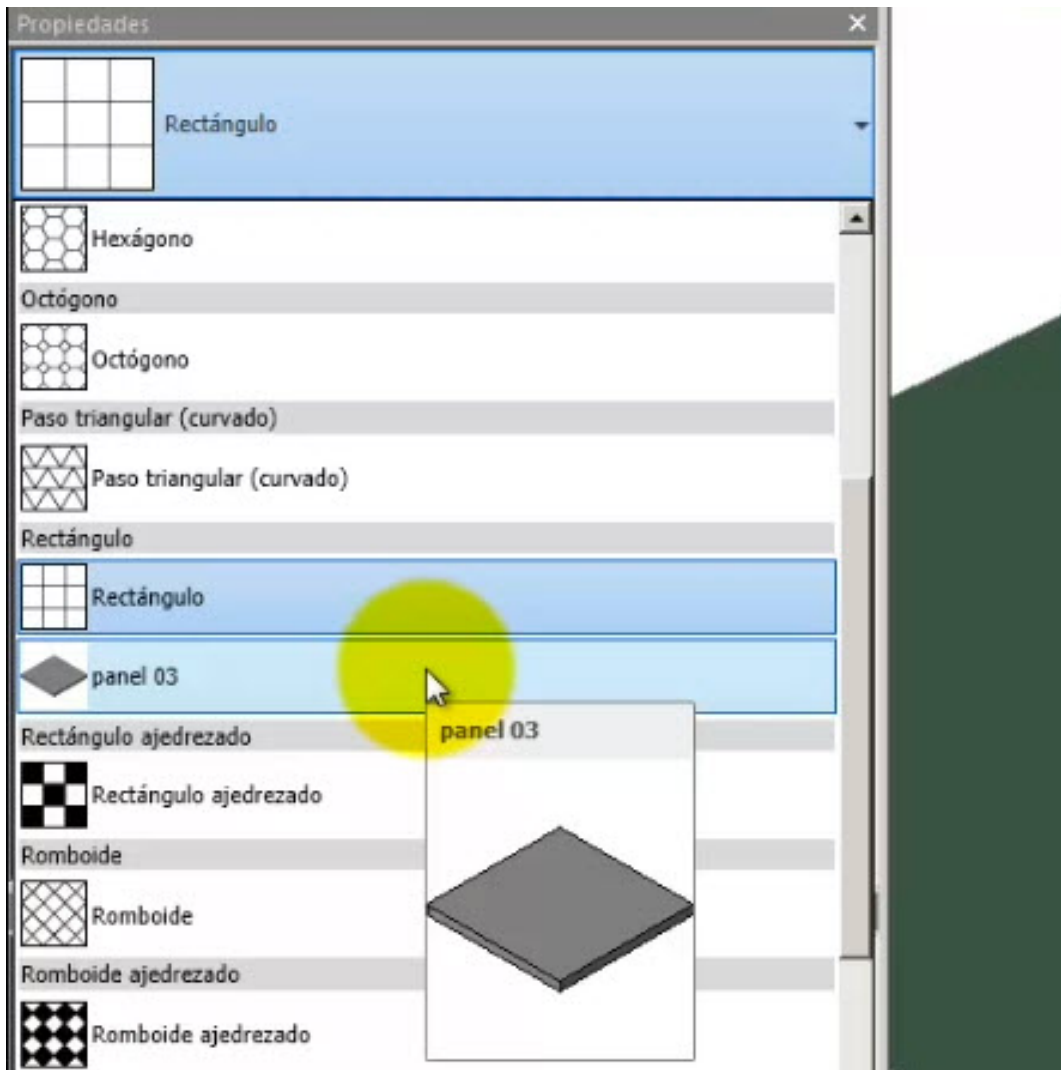 Propiedades
Rectángulo
Hexágono
Octógono
Octógono
Paso triangular (curvado)
Paso triangular (curvado)
Rectángulo
Rectángulo
panel 03
Rectángulo ajedrezado
panel 03
Rectángulo ajedrezado
Romboide
Romboide
Romboide ajedrezado
Romboide ajedrezado